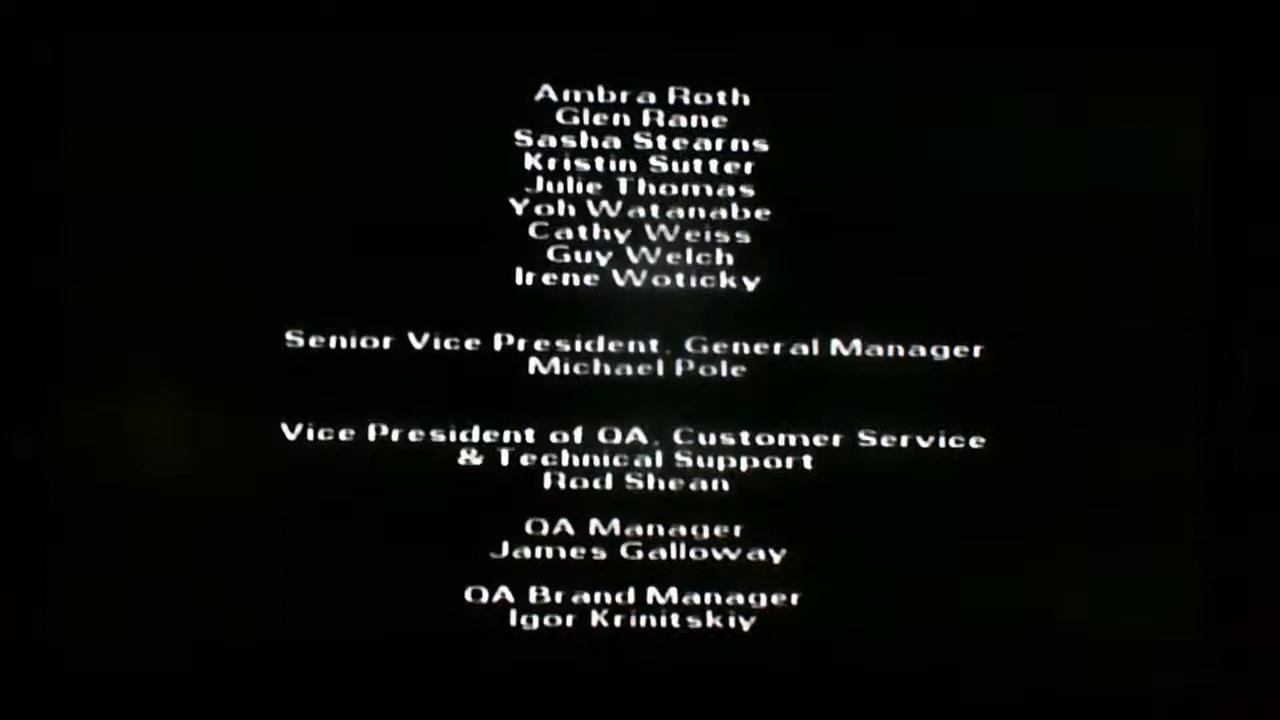 Ambra Roth
Glen Rane
Sasha Stearns
Kristin Sutter
Julie Thomas
Yoh Watanabe
Cathy Weiss
Guy Welch
Irene Woticky
Senior Vice President, General Manager
Michael Pole
Vice President of QA, Customer Service
& Technical Support
Rod Shean
QA Manager
James Galloway
QA Brand Manager
Igor Krinitskiy